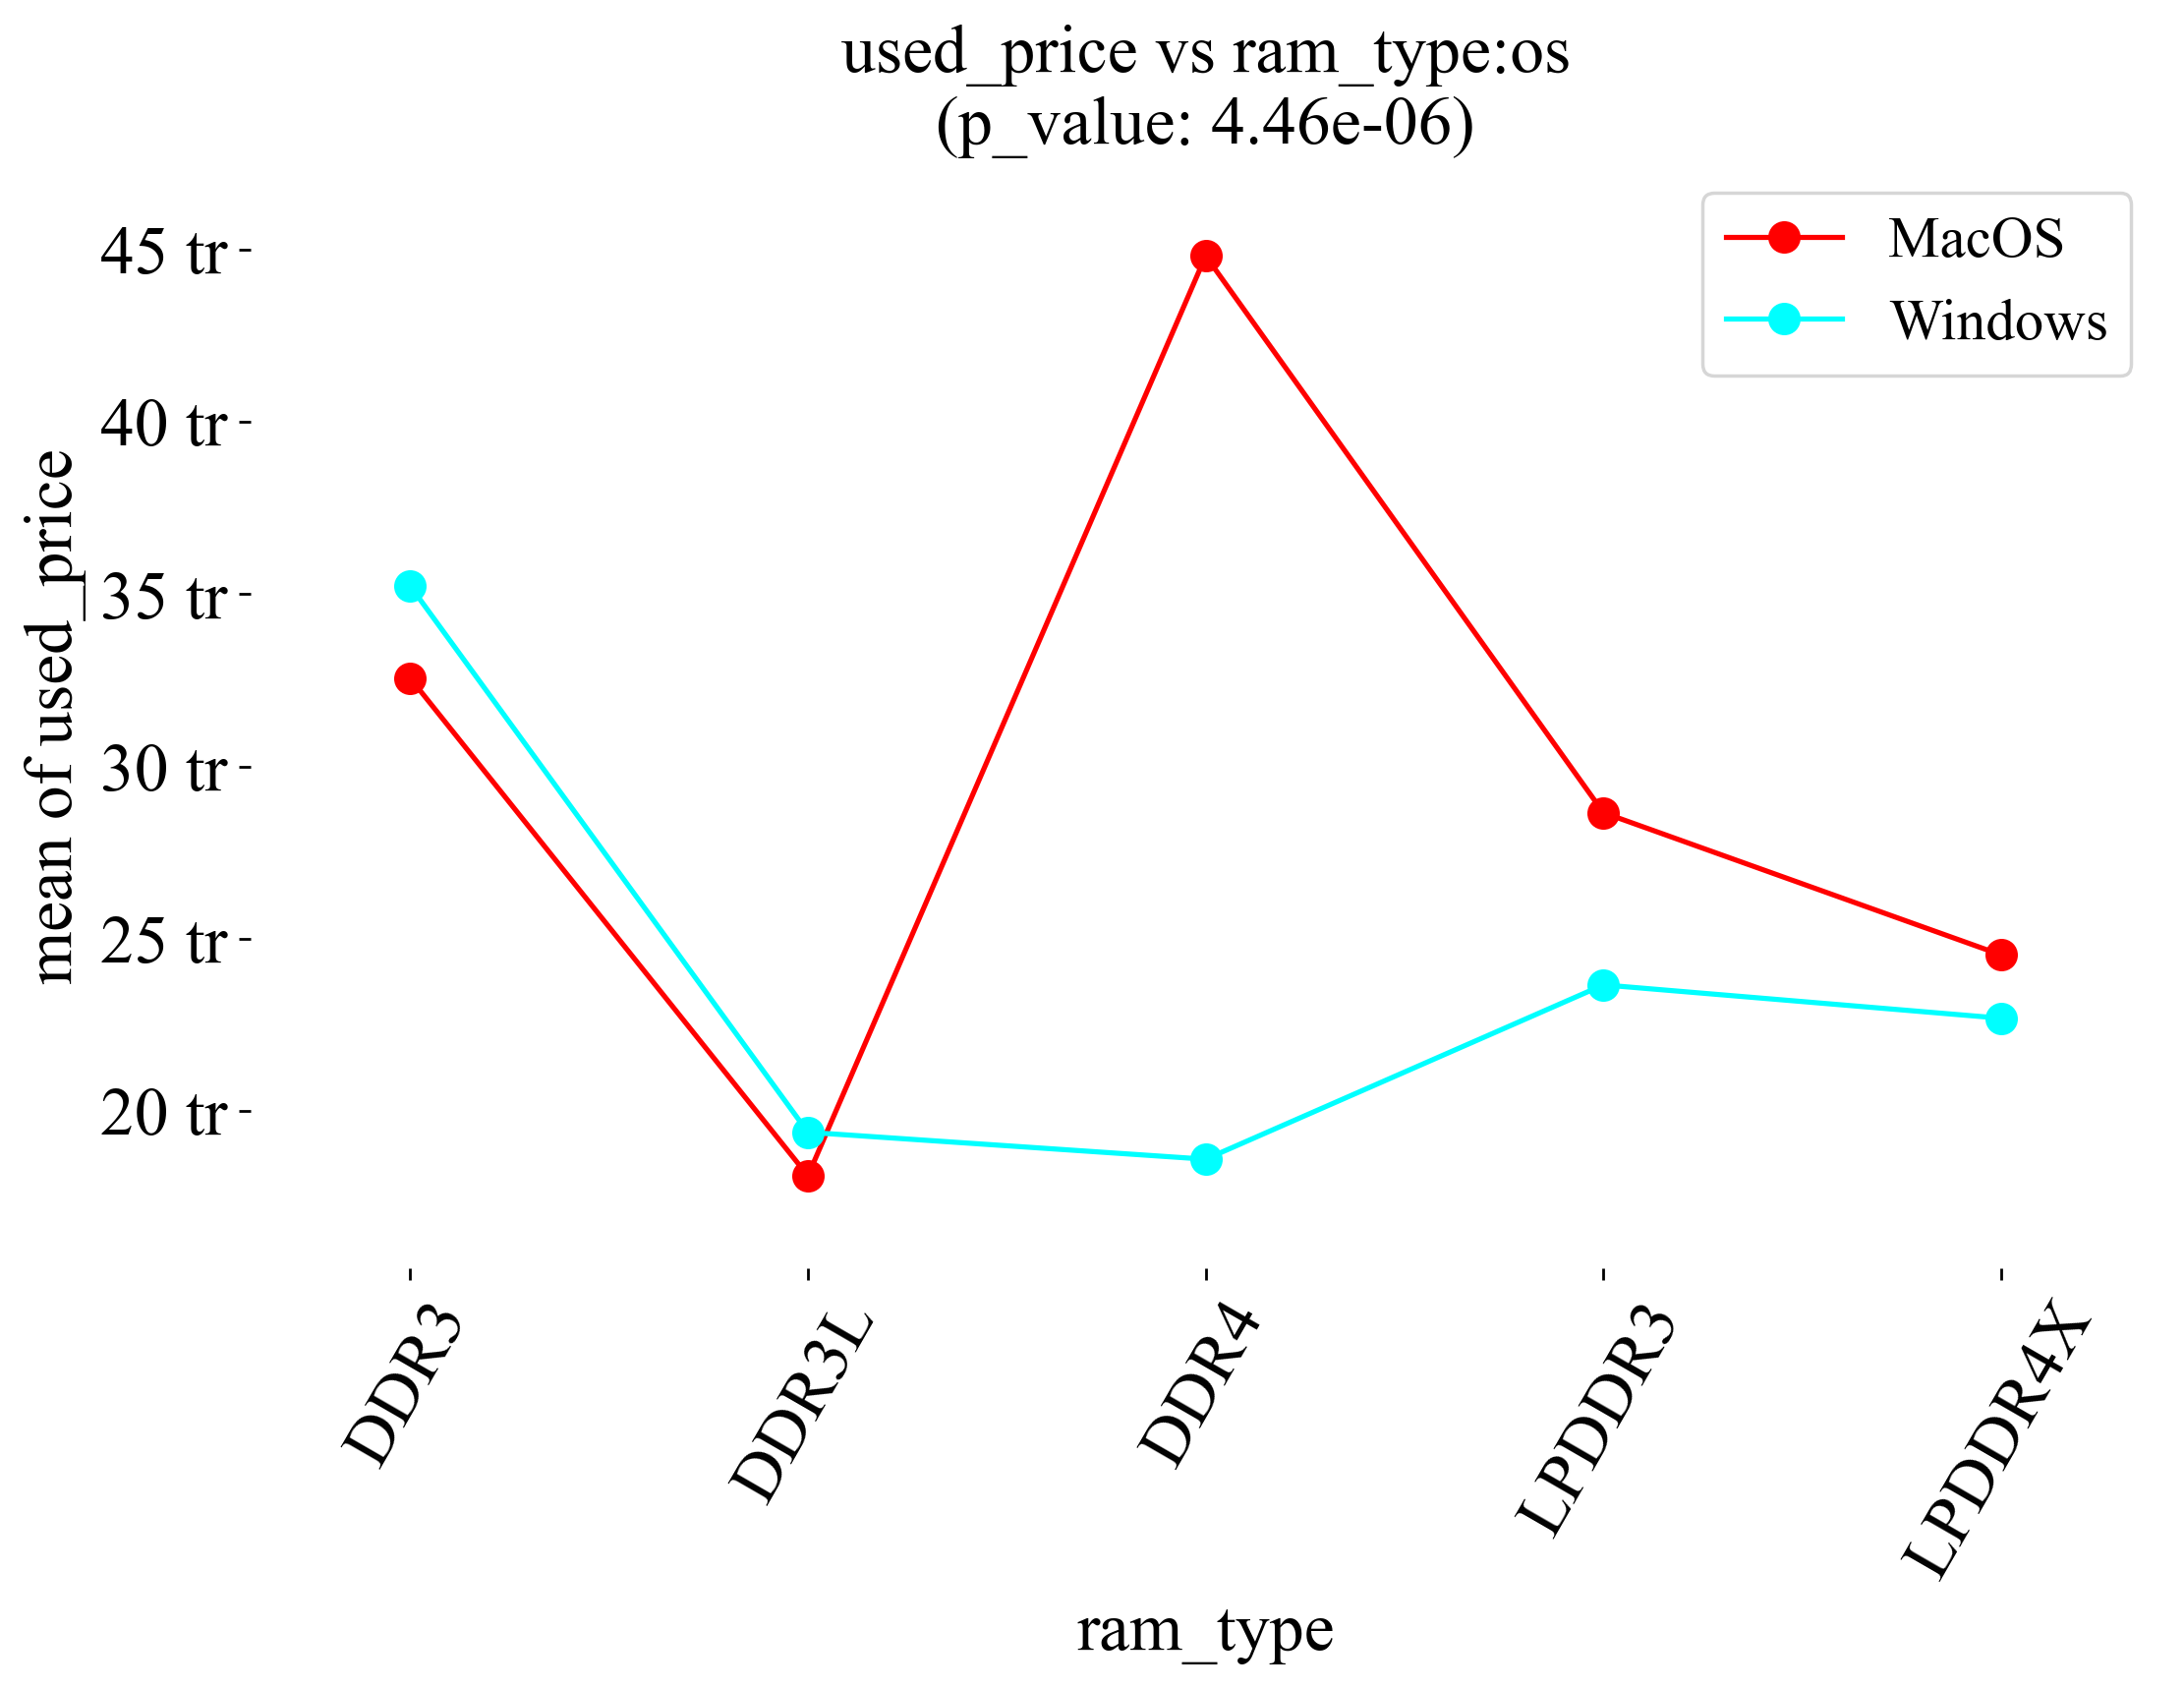 used_price vs ram_type:os
(p_value: 4.46e-06)
MacOS
Windows
mean of used_price
45 tr
40 tr
35 tr
30 tr
25 tr
20 tr
DDR3
DDR3L
DDR4
LPDDR3
LPDDR4X
ram_type